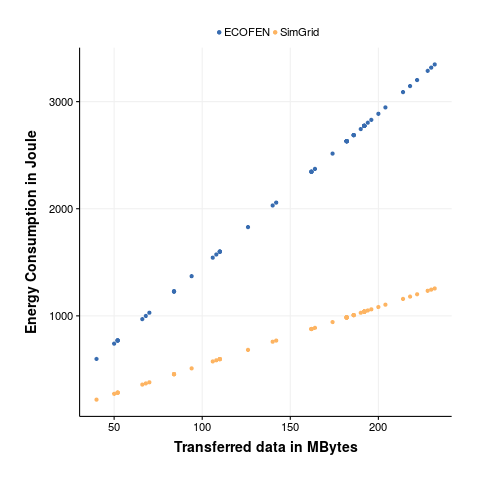 ECOFEN SimGrid
Energy Consumption in Joule
3000
2000
1000
50 100 150 200
Transferred data in MBytes